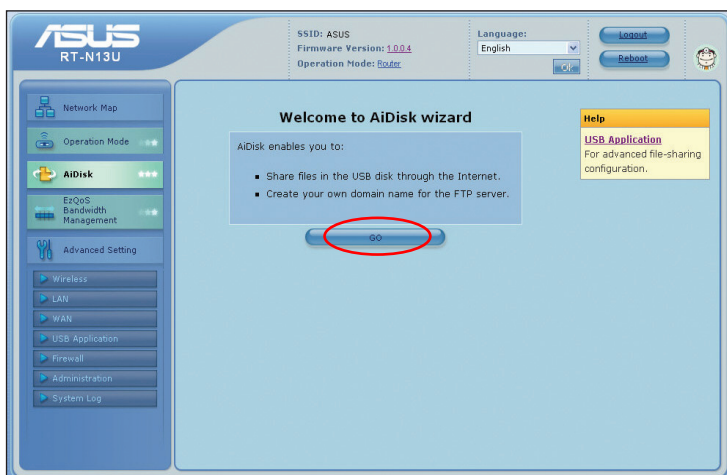 ASUS
RT-N13U
SSID: ASUS
Firmware Version: 1.0.0.4
Operation Mode: Router
Language:
English
Ok
Logout
Reboot
Network Map
Operation Mode
AiDisk
EzQoS
Bandwidth
Management
Advanced Setting
Wireless
LAN
WAN
USB Application
Firewall
Administration
System Log
Welcome to AiDisk wizard
AiDisk enables you to:
Share files in the USB disk through the Internet.
Create your own domain name for the FTP server.
GO
Help
USB Application
For advanced file-sharing
configuration.